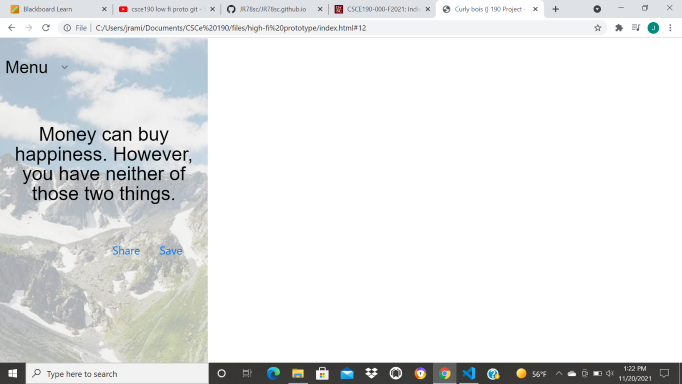 Blackboard Learn
csce190 low fi proto git -
JR78sc/JR78sc.github.io
CSCE190-000-F2021: Indi
Curly bois () 190 Project -
File
C:/Users/jrami/Documents/CSCe%20190/files/high-fi%20prototype/index.html#12
J
Menu
Money can buy
happiness. However,
you have neither of
those two things.
Share Save
Type here to search
56°F
1:22 PM
11/20/2021